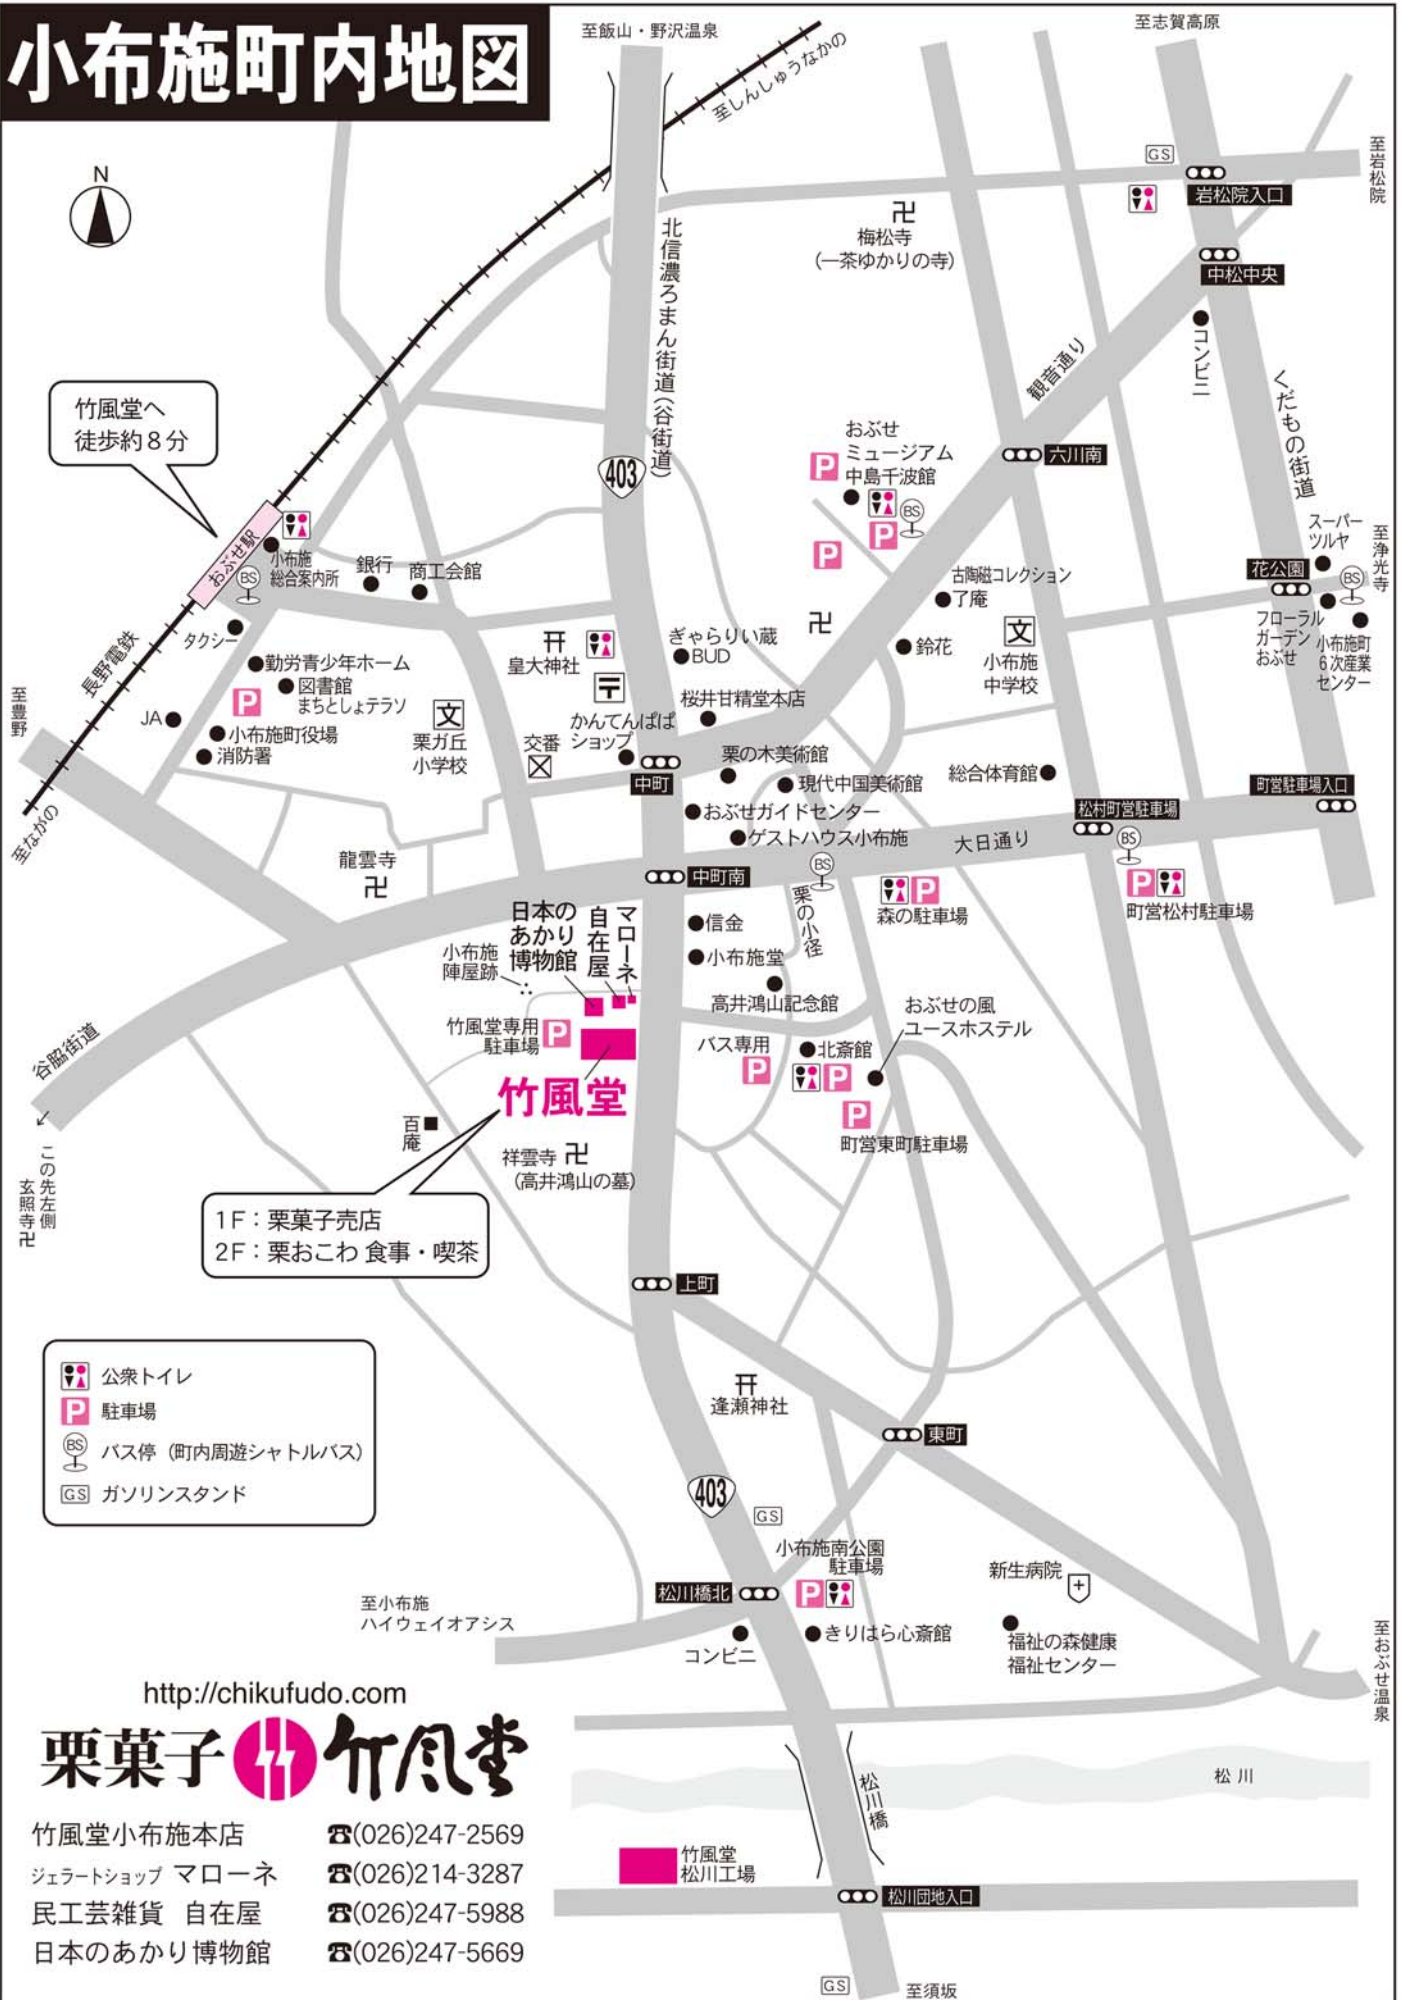 小布施町内地図
至飯山・野沢温泉
至しんしゅうなかの
至志賀高原
至岩松院
N
GS
岩松院入口
中松中央
コンビニ
梅松寺
(一茶ゆかりの寺)
北信濃ろまん街道(谷街道)
403
観音通り
くだもの街道
六川南
竹風堂へ
徒歩約8分
おぶせ駅
小布施
総合案内所
BS
銀行
商工会館
タクシー
長野電鉄
勤労青少年ホーム
図書館
まちとしょテラソ
P
JA
小布施町役場
消防署
至豊野
至ながの
文
栗ガ丘
小学校
皇大神社
〒
交番
かんてんぱぱ
ショップ
ぎゃらりい蔵
BUD
桜井甘精堂本店
中町
おぶせ
ミュージアム
中島千波館
P
BS
P
P
卍
古陶磁コレクション
了庵
鈴花
文
小布施
中学校
スーパー
ツルヤ
花公園
BS
至浄光寺
フローラル
ガーデン
おぶせ
小布施町
6次産業
センター
栗の木美術館
現代中国美術館
おぶせガイドセンター
ゲストハウス小布施
総合体育館
松村町営駐車場
町営駐車場入口
大日通り
BS
BS
中町南
栗の小径
P
森の駐車場
P
町営松村駐車場
龍雲寺
卍
日本の
あかり
博物館
自在屋
マローネ
小布施
陣屋跡
竹風堂専用
駐車場
P
竹風堂
信金
小布施堂
高井鴻山記念館
バス専用
P
北斎館
P
おぶせの風
ユースホステル
P
町営東町駐車場
谷脇街道
この先左側
玄照寺卍
百庵
祥雲寺 卍
(高井鴻山の墓)
1F:栗菓子売店
2F:栗おこわ 食事・喫茶
上町
公衆トイレ
P 駐車場
BS バス停(町内周遊シャトルバス)
GS ガソリンスタンド
逢瀬神社
東町
403
GS
小布施南公園
駐車場
P
松川橋北
コンビニ
きりはら心斎館
新生病院
福祉の森健康
福祉センター
至小布施
ハイウェイオアシス
至おぶせ温泉
松川
松川橋
竹風堂
松川工場
松川団地入口
GS
至須坂
http://chikufudo.com
栗菓子 竹風堂
竹風堂小布施本店 ☎(026)247-2569
ジェラートショップ マローネ ☎(026)214-3287
民工芸雑貨 自在屋 ☎(026)247-5988
日本のあかり博物館 ☎(026)247-5669